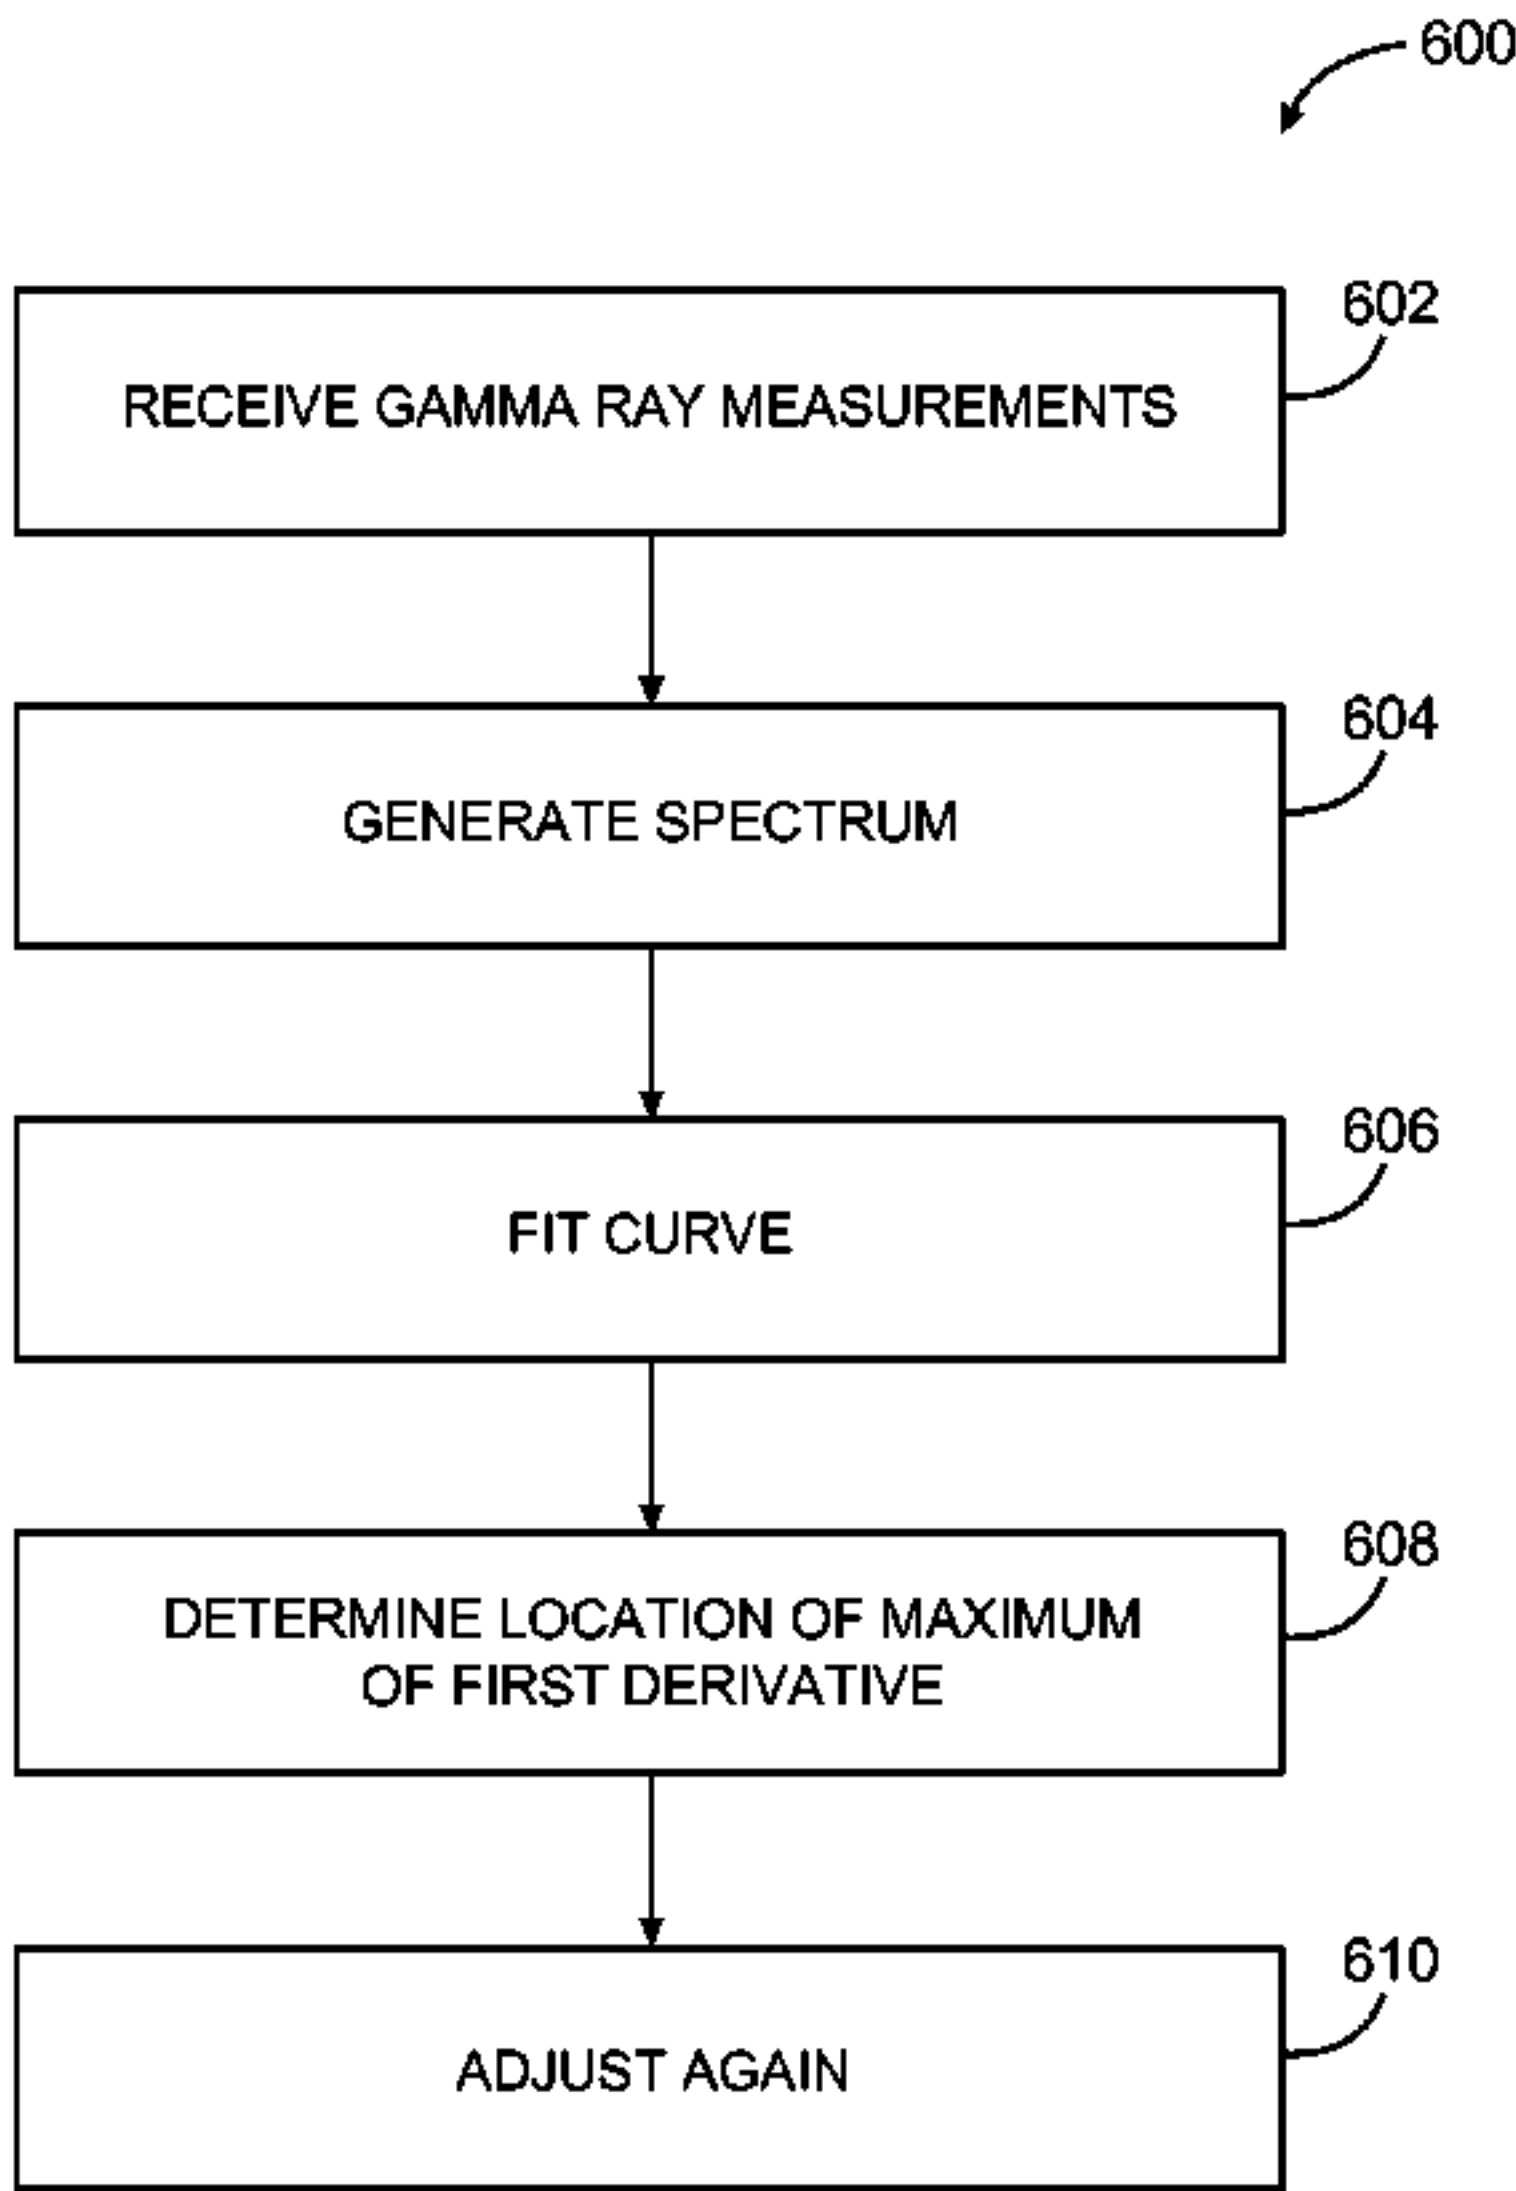 600
602
RECEIVE GAMMA RAY MEASUREMENTS
604
GENERATE SPECTRUM
606
FIT CURVE
608
DETERMINE LOCATION OF MAXIMUM
OF FIRST DERIVATIVE
610
ADJUST AGAIN